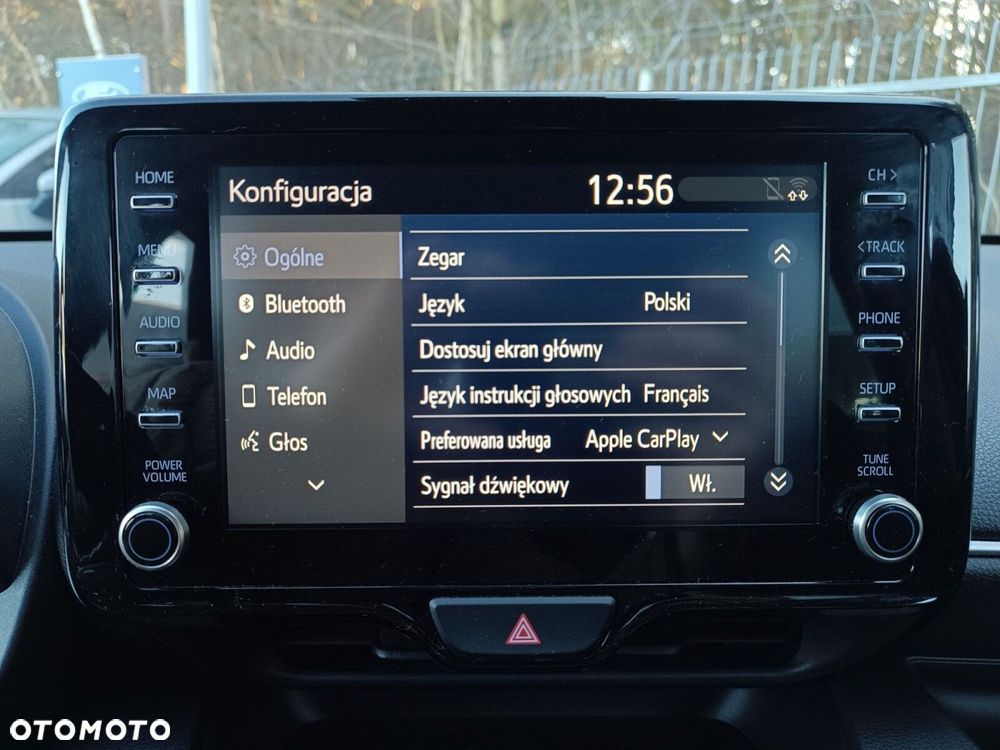 HOME
MENU
AUDIO
MAP
POWER
VOLUME
Konfiguracja 12:56
Ogólne
Bluetooth
Audio
Telefon
Głos
Zegar
Język Polski
Dostosuj ekran główny
Język instrukcji głosowych Français
Preferowana usługa Apple CarPlay
Sygnał dźwiękowy Wł.
CH >
< TRACK
PHONE
SETUP
TUNE
SCROLL
OTOMOTO